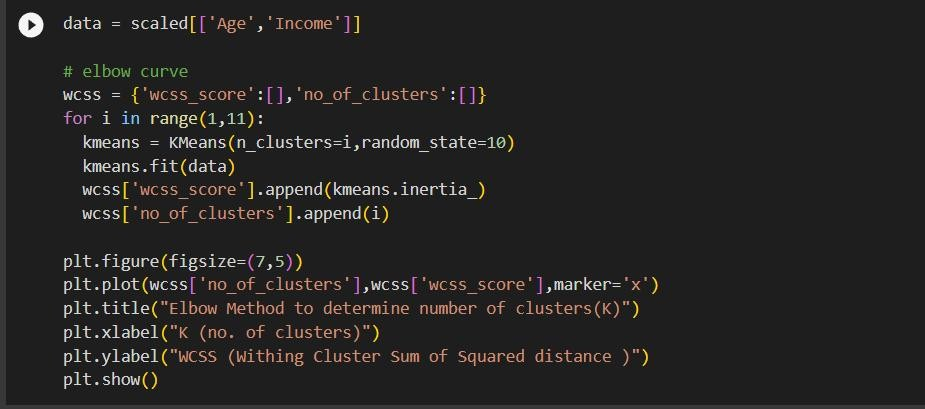 data = scaled[['Age','Income']]
# elbow curve
wcss = {'wcss_score':[],'no_of_clusters':[]}
for i in range(1,11):
  kmeans = KMeans(n_clusters=i,random_state=10)
  kmeans.fit(data)
  wcss['wcss_score'].append(kmeans.inertia_)
  wcss['no_of_clusters'].append(i)
plt.figure(figsize=(7,5))
plt.plot(wcss['no_of_clusters'],wcss['wcss_score'],marker='x')
plt.title("Elbow Method to determine number of clusters(K)")
plt.xlabel("K (no. of clusters)")
plt.ylabel("WCSS (Withing Cluster Sum of Squared distance )")
plt.show()